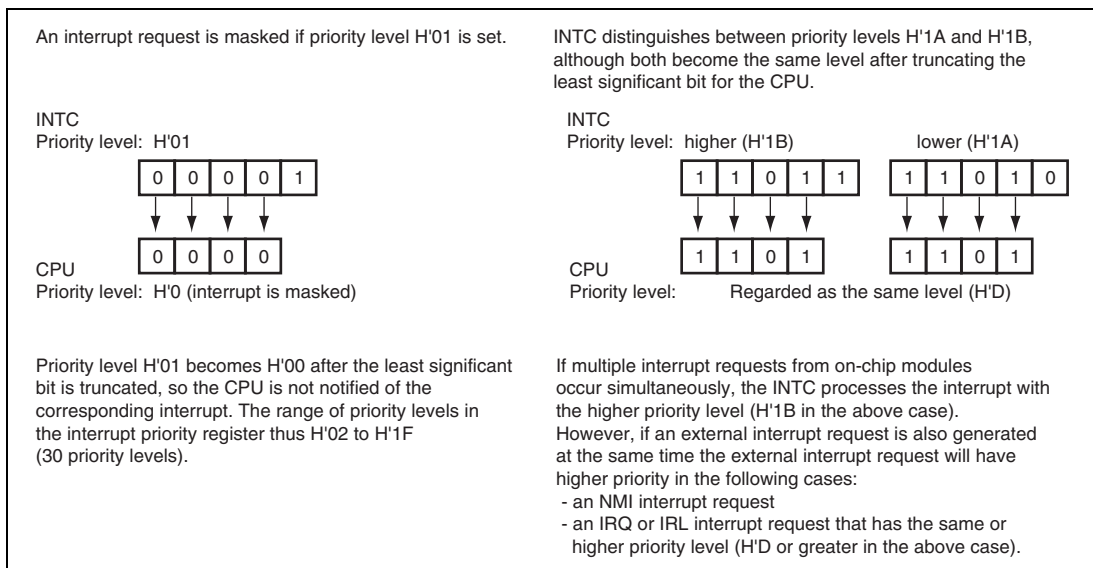 An interrupt request is masked if priority level H'01 is set.
INTC
Priority level: H'01
0 0 0 0 1
0 0 0 0
CPU
Priority level: H'0 (interrupt is masked)
Priority level H'01 becomes H'00 after the least significant
bit is truncated, so the CPU is not notified of the
corresponding interrupt. The range of priority levels in
the interrupt priority register thus H'02 to H'1F
(30 priority levels).
INTC distinguishes between priority levels H'1A and H'1B,
although both become the same level after truncating the
least significant bit for the CPU.
INTC
Priority level: higher (H'1B) lower (H'1A)
1 1 0 1 1 1 1 0 1 0
1 1 0 1 1 1 0 1
CPU
Priority level: Regarded as the same level (H'D)
If multiple interrupt requests from on-chip modules
occur simultaneously, the INTC processes the interrupt with
the higher priority level (H'1B in the above case).
However, if an external interrupt request is also generated
at the same time the external interrupt request will have
higher priority in the following cases:
- an NMI interrupt request
- an IRQ or IRL interrupt request that has the same or
higher priority level (H'D or greater in the above case).